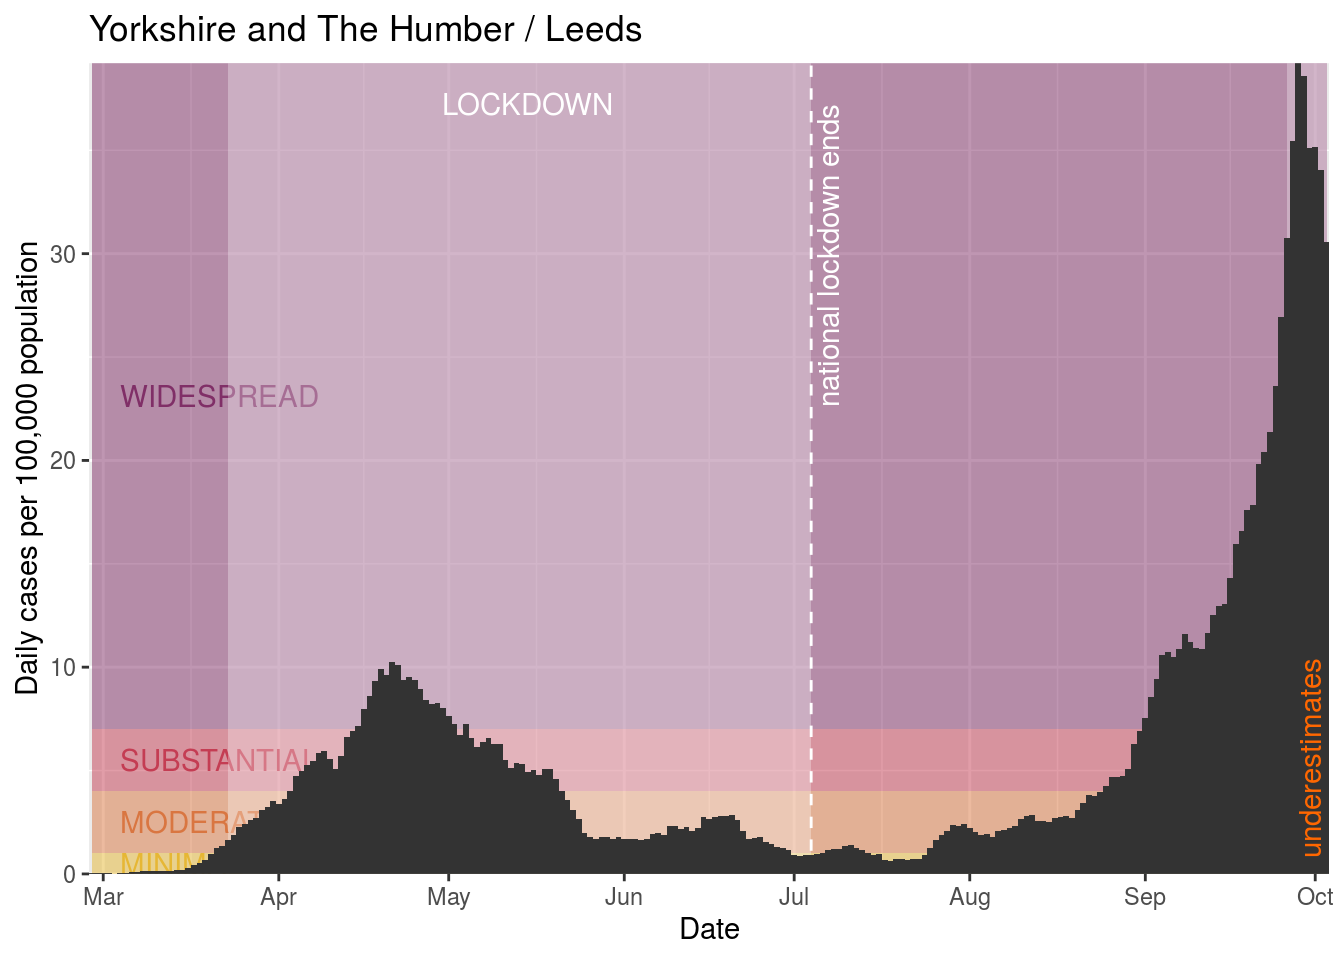 Yorkshire and The Humber / Leeds
LOCKDOWN
national lockdown ends
WIDESPREAD
SUBSTANTIAL
MODERAT
MINIM
underestimates
Daily cases per 100,000 population
30
20
10
0
Mar Apr May Jun Jul Aug Sep Oct
Date